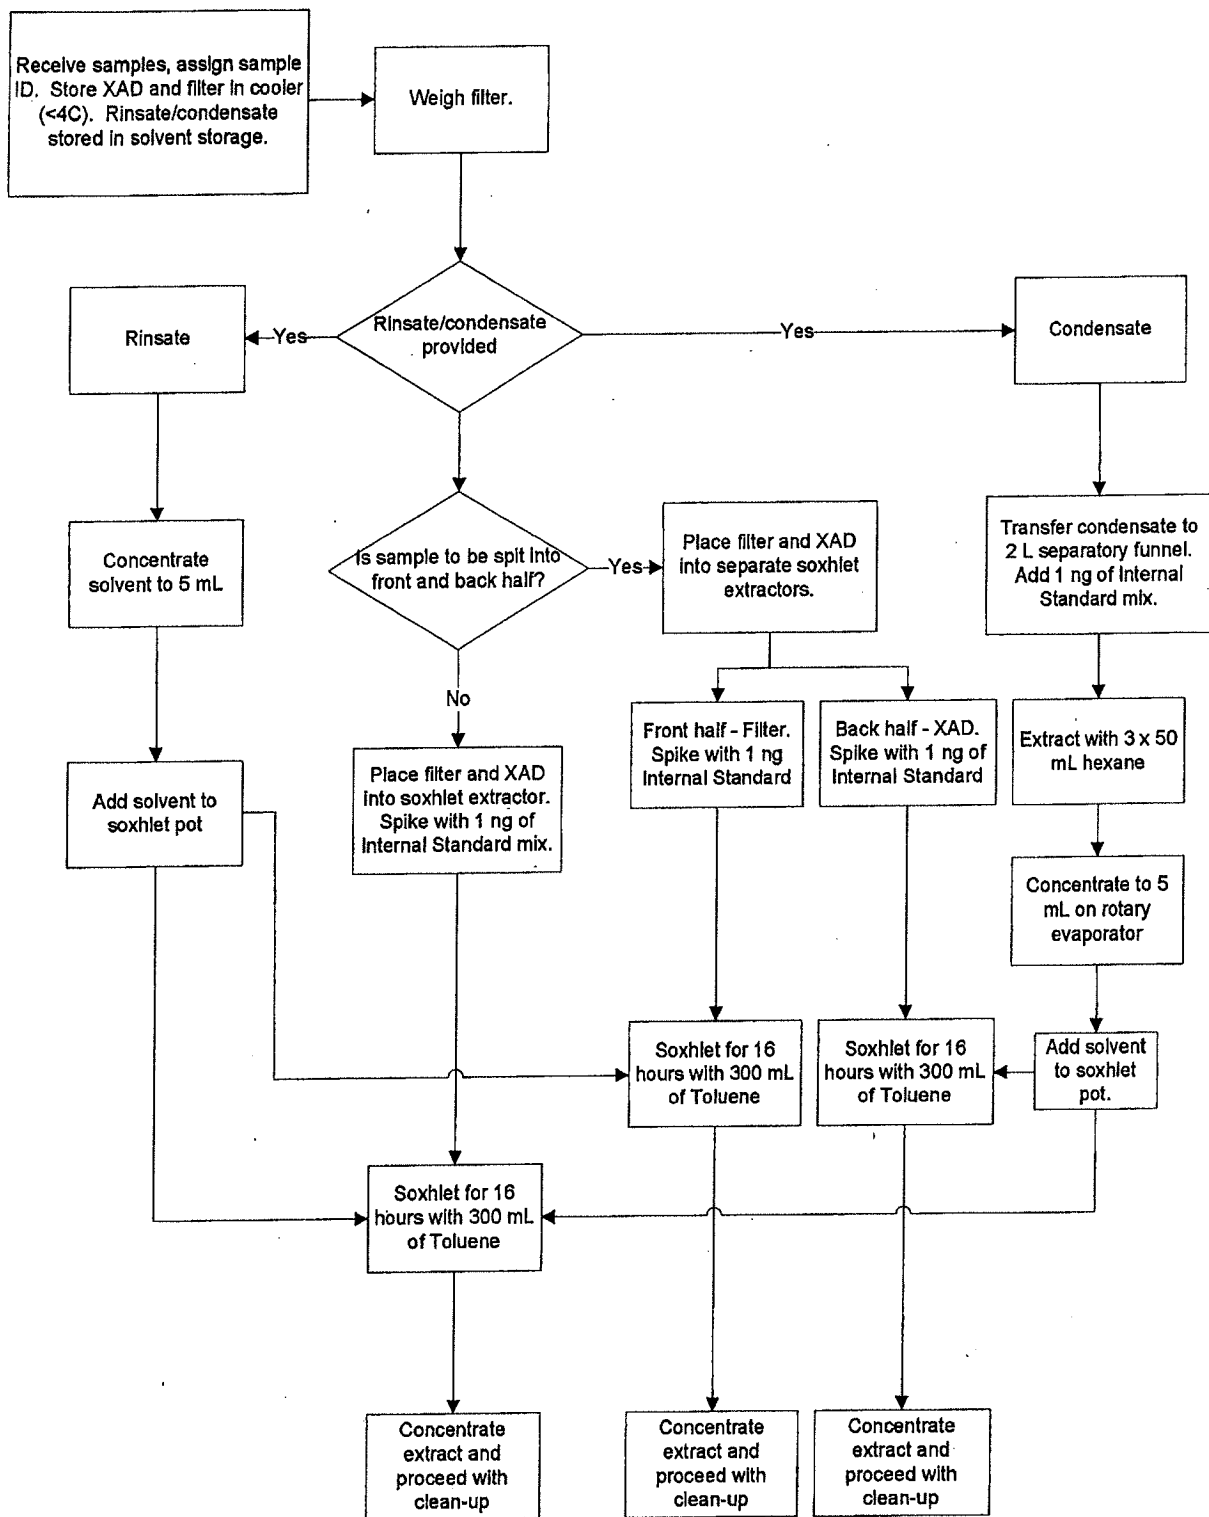 Receive samples, assign sample
ID. Store XAD and filter in cooler
(<4C). Rinsate/condensate
stored in solvent storage.
Weigh filter.
Rinsate
Yes
Rinsate/condensate
provided
Yes
Condensate
Concentrate
solvent to 5 mL
Is sample to be spit into
front and back half?
Yes
Place filter and XAD
into separate soxhlet
extractors.
Transfer condensate to
2 L separatory funnel.
Add 1 ng of Internal
Standard mix.
No
Front half - Filter.
Spike with 1 ng
Internal Standard
Back half - XAD.
Spike with 1 ng of
Internal Standard
Extract with 3 x 50
mL hexane
Add solvent to
soxhlet pot
Place filter and XAD
into soxhlet extractor.
Spike with 1 ng of
Internal Standard mix.
Concentrate to 5
mL on rotary
evaporator
Soxhlet for 16
hours with 300 mL
of Toluene
Soxhlet for 16
hours with 300 mL
of Toluene
Add solvent
to soxhlet
pot.
Soxhlet for 16
hours with 300 mL
of Toluene
Concentrate
extract and
proceed with
clean-up
Concentrate
extract and
proceed with
clean-up
Concentrate
extract and
proceed with
clean-up